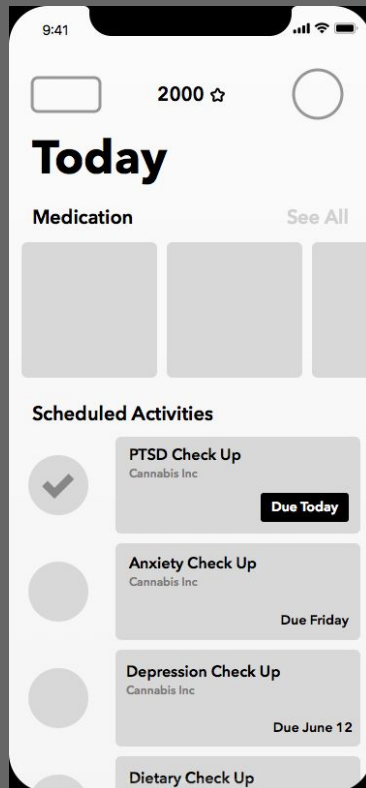 9:41
2000
Today
Medication See All
Scheduled Activities
PTSD Check Up
Cannabis Inc
Due Today
Anxiety Check Up
Cannabis Inc
Due Friday
Depression Check Up
Cannabis Inc
Due June 12
Dietary Check Up